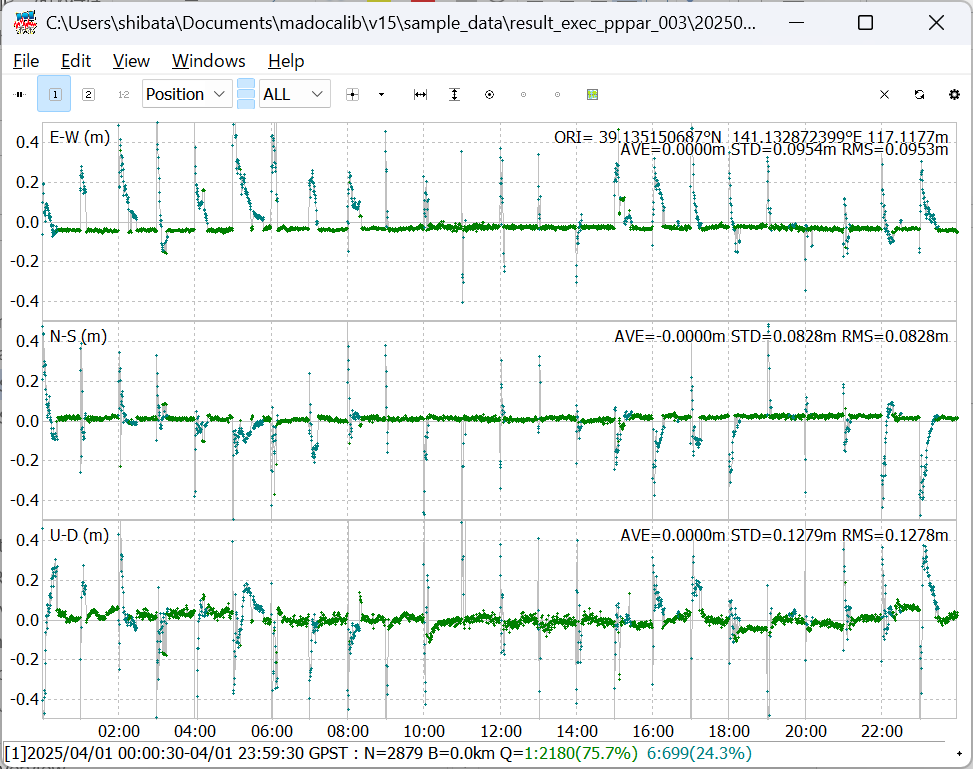 C:\Users\shibata\Documents\madocalib\v15\sample_data\result_exec_pppar_003\20250...
File Edit View Windows Help
1 2 1-2 Position ALL
E-W (m) ORI= 39.135150687°N 141.132872399°E 117.1177m
AVE=0.0000m STD=0.0954m RMS=0.0953m
0.4
0.2
0.0
-0.2
-0.4
N-S (m) AVE=-0.0000m STD=0.0828m RMS=0.0828m
0.4
0.2
0.0
-0.2
-0.4
U-D (m) AVE=0.0000m STD=0.1279m RMS=0.1278m
0.4
0.2
0.0
-0.2
-0.4
02:00 04:00 06:00 08:00 10:00 12:00 14:00 16:00 18:00 20:00 22:00
[1]2025/04/01 00:00:30-04/01 23:59:30 GPST : N=2879 B=0.0km Q=1:2180(75.7%) 6:699(24.3%)